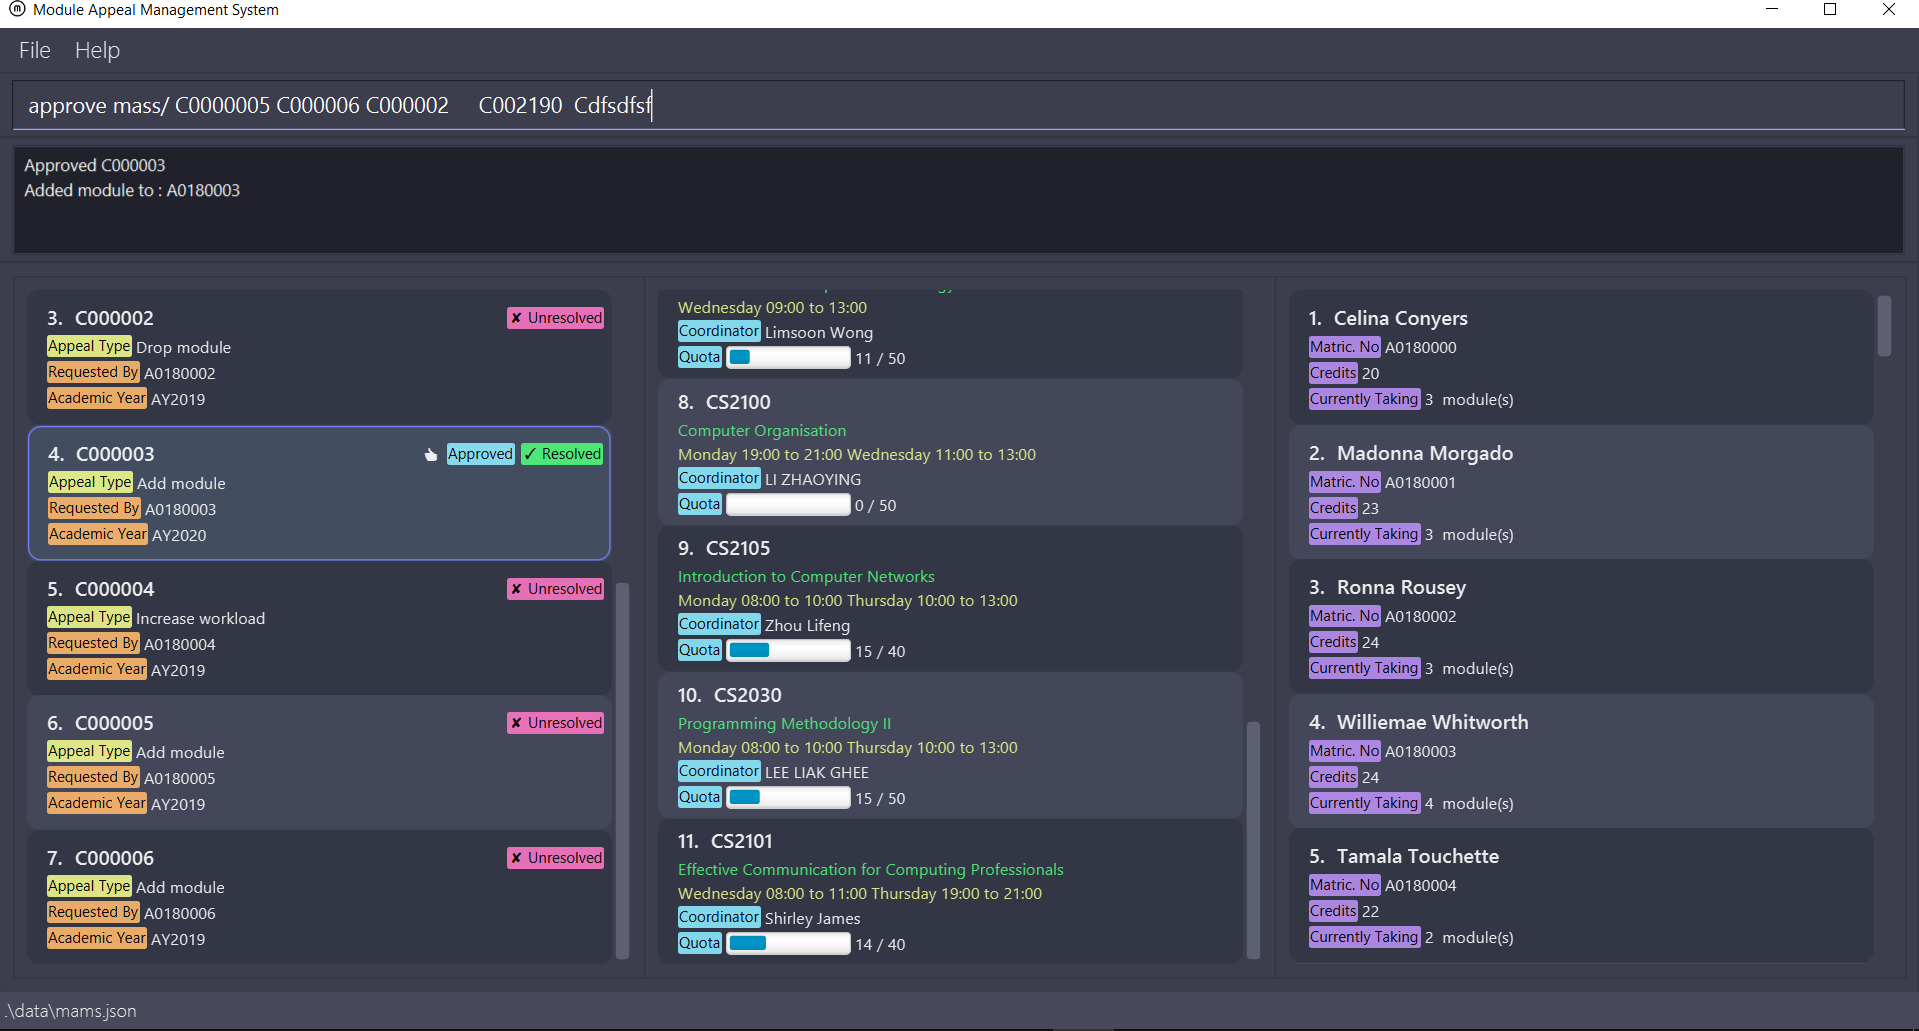 Module Appeal Management System
File Help
approve mass/ C0000005 C000006 C000002 C002190 Cdfsdfsf
Approved C000003
Added module to : A0180003
3. C000002 ✘ Unresolved
Appeal Type Drop module
Requested By A0180002
Academic Year AY2019
4. C000003 Approved ✓ Resolved
Appeal Type Add module
Requested By A0180003
Academic Year AY2020
5. C000004 ✘ Unresolved
Appeal Type Increase workload
Requested By A0180004
Academic Year AY2019
6. C000005 ✘ Unresolved
Appeal Type Add module
Requested By A0180005
Academic Year AY2019
7. C000006 ✘ Unresolved
Appeal Type Add module
Requested By A0180006
Academic Year AY2019
Wednesday 09:00 to 13:00
Coordinator Limsoon Wong
Quota 11 / 50
8. CS2100
Computer Organisation
Monday 19:00 to 21:00 Wednesday 11:00 to 13:00
Coordinator LI ZHAOYING
Quota 0 / 50
9. CS2105
Introduction to Computer Networks
Monday 08:00 to 10:00 Thursday 10:00 to 13:00
Coordinator Zhou Lifeng
Quota 15 / 40
10. CS2030
Programming Methodology II
Monday 08:00 to 10:00 Thursday 10:00 to 13:00
Coordinator LEE LIAK GHEE
Quota 15 / 50
11. CS2101
Effective Communication for Computing Professionals
Wednesday 08:00 to 11:00 Thursday 19:00 to 21:00
Coordinator Shirley James
Quota 14 / 40
1. Celina Conyers
Matric. No A0180000
Credits 20
Currently Taking 3 module(s)
2. Madonna Morgado
Matric. No A0180001
Credits 23
Currently Taking 3 module(s)
3. Ronna Rousey
Matric. No A0180002
Credits 24
Currently Taking 3 module(s)
4. Williemae Whitworth
Matric. No A0180003
Credits 24
Currently Taking 4 module(s)
5. Tamala Touchette
Matric. No A0180004
Credits 22
Currently Taking 2 module(s)
.\data\mams.json